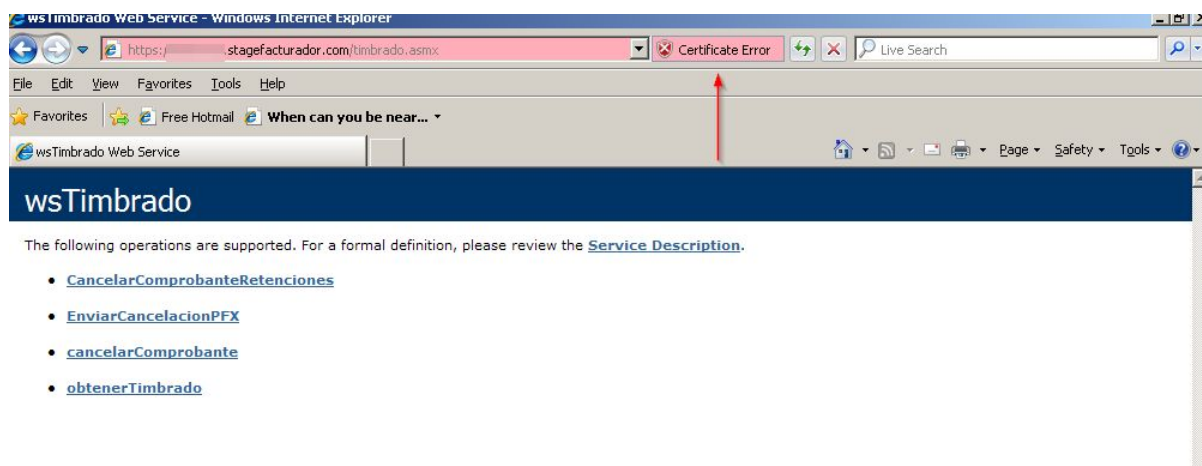 wsTimbrado Web Service - Windows Internet Explorer
https:/ .stagefacturador.com/timbrado.asmx Certificate Error Live Search
File Edit View Favorites Tools Help
Favorites Free Hotmail When can you be near...
wsTimbrado Web Service Page Safety Tools
wsTimbrado
The following operations are supported. For a formal definition, please review the Service Description.
CancelarComprobanteRetenciones
EnviarCancelacionPFX
cancelarComprobante
obtenerTimbrado